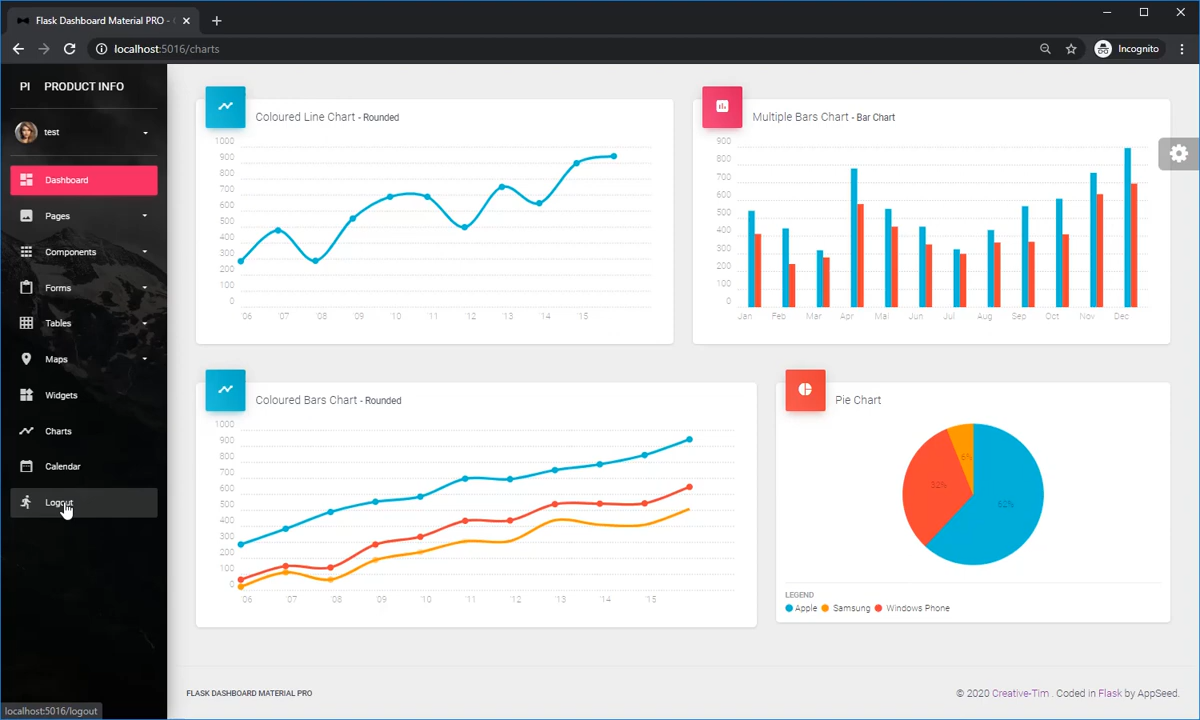 Flask Dashboard Material PRO -
localhost:5016/charts
Incognito
PI PRODUCT INFO
test
Dashboard
Pages
Components
Forms
Tables
Maps
Widgets
Charts
Calendar
Logout
localhost:5016/logout
Coloured Line Chart - Rounded
1000
900
800
700
600
500
400
300
200
100
0
06 '07 '08 '09 '10 '11 '12 '13 '14 '15
Multiple Bars Chart - Bar Chart
900
800
700
600
500
400
300
200
100
0
Jan Feb Mar Apr Mai Jun Jul Aug Sep Oct Nov Dec
Coloured Bars Chart - Rounded
1000
900
800
700
600
500
400
300
200
100
0
'06 '07 '08 '09 '10 '11 '12 '13 '14 '15
Pie Chart
6%
32%
62%
LEGEND
Apple Samsung Windows Phone
FLASK DASHBOARD MATERIAL PRO
© 2020 Creative-Tim . Coded in Flask by AppSeed.